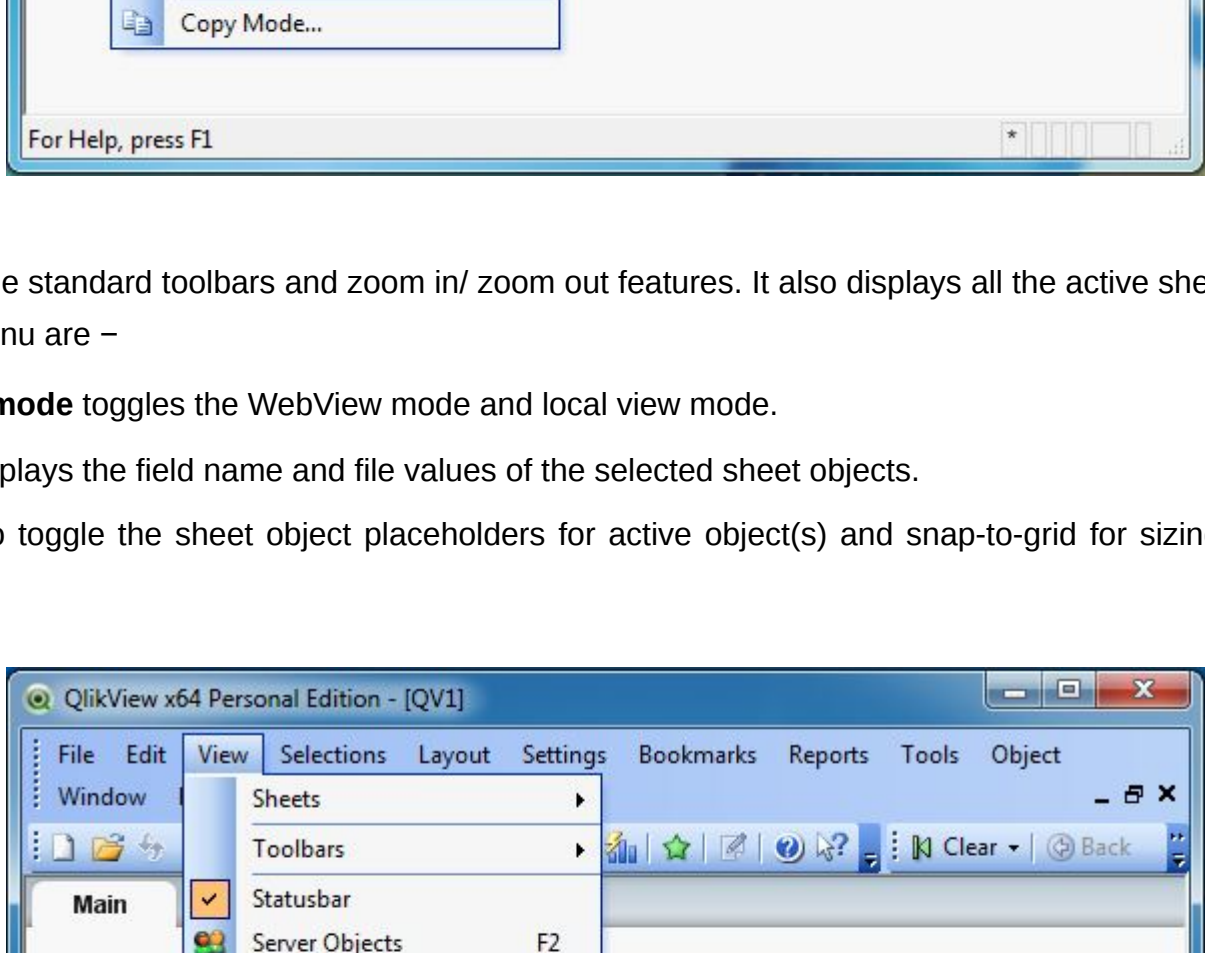 Copy Mode...
For Help, press F1
*
e standard toolbars and zoom in/ zoom out features. It also displays all the active she
nu are −
mode toggles the WebView mode and local view mode.
plays the field name and file values of the selected sheet objects.
o toggle the sheet object placeholders for active object(s) and snap-to-grid for sizin
QlikView x64 Personal Edition - [QV1]
File Edit View Selections Layout Settings Bookmarks Reports Tools Object
Window
Sheets
Toolbars
Clear Back
Main
Statusbar
Server Objects F2